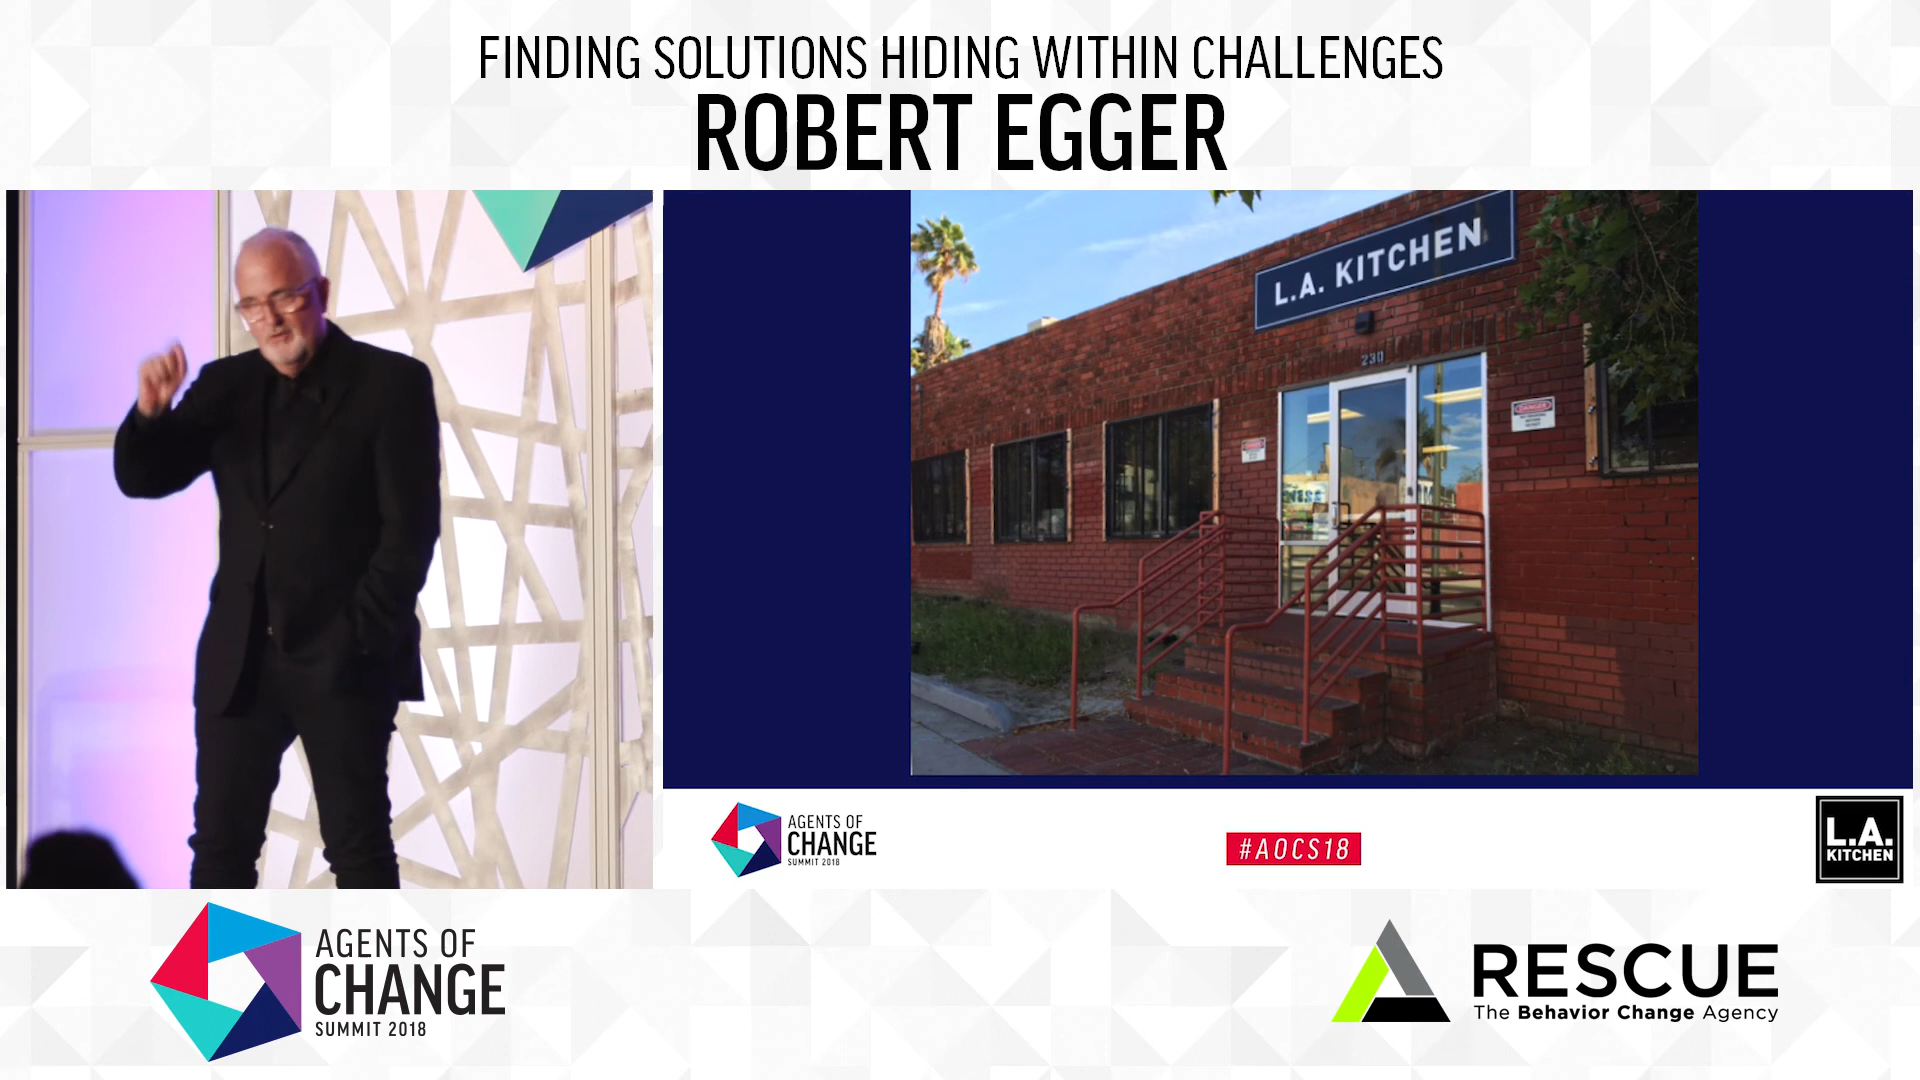 FINDING SOLUTIONS HIDING WITHIN CHALLENGES
ROBERT EGGER
L.A. KITCHEN
230
DANGER
AGENTS OF
CHANGE
SUMMIT 2018
#AOCS18
L.A.
KITCHEN
AGENTS OF
CHANGE
SUMMIT 2018
RESCUE
The Behavior Change Agency